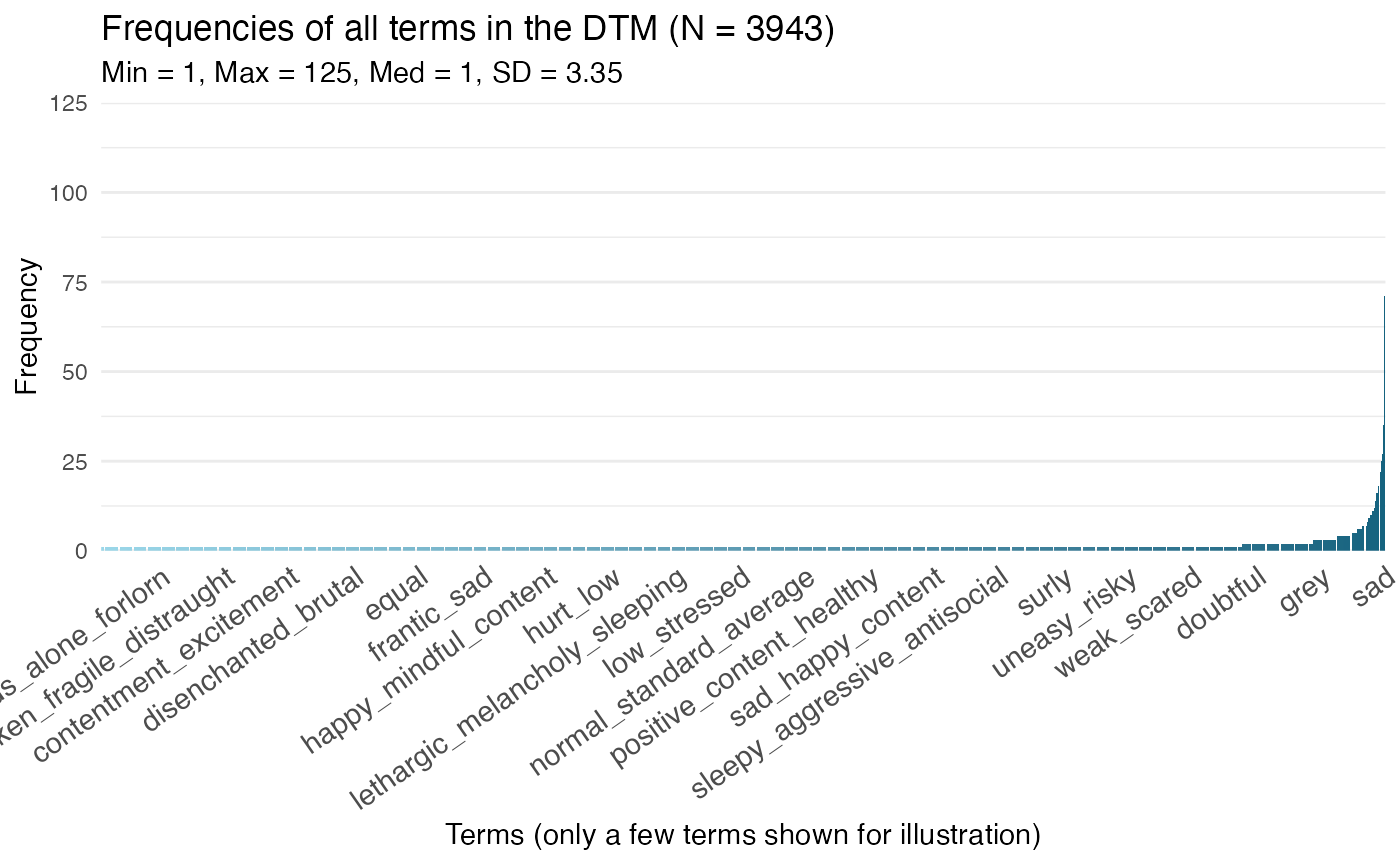 Frequencies of all terms in the DTM (N = 3943)
Min = 1, Max = 125, Med = 1, SD = 3.35
125
100
75
50
25
0
Frequency
s_alone_forlorn
ken_fragile_distraught
contentment_excitement
disenchanted_brutal
equal
frantic_sad
happy_mindful_content
hurt_low
lethargic_melancholy_sleeping
low_stressed
normal_standard_average
positive_content_healthy
sad_happy_content
sleepy_aggressive_antisocial
surly
uneasy_risky
weak_scared
doubtful
grey
sad
Terms (only a few terms shown for illustration)